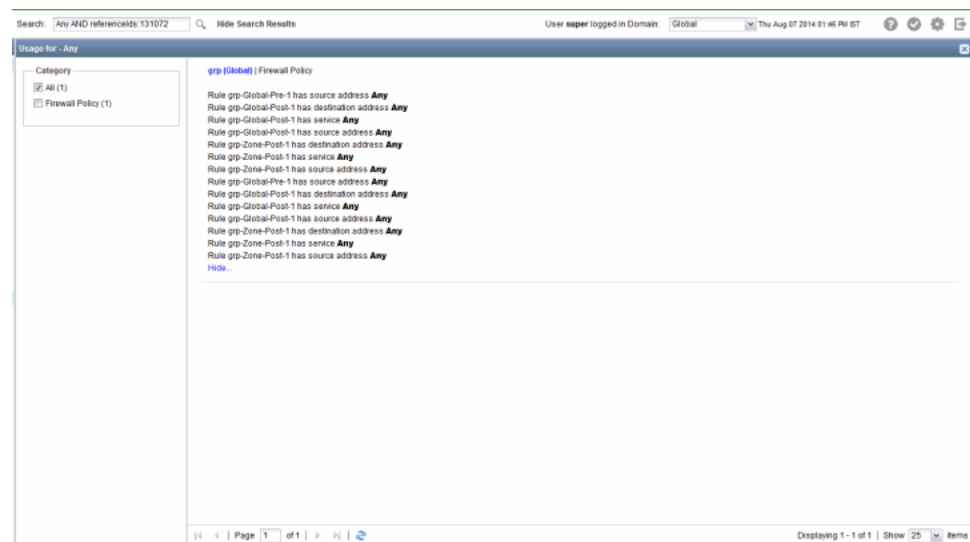 Search: Any AND referenceIds:131072 Hide Search Results User super logged in Domain: Global Thu Aug 07 2014 01:46 PM IST
Usage for - Any
Category
All (1)
Firewall Policy (1)
grp (Global) | Firewall Policy
Rule grp-Global-Pre-1 has source address Any
Rule grp-Global-Post-1 has destination address Any
Rule grp-Global-Post-1 has service Any
Rule grp-Global-Post-1 has source address Any
Rule grp-Zone-Post-1 has destination address Any
Rule grp-Zone-Post-1 has service Any
Rule grp-Zone-Post-1 has source address Any
Rule grp-Global-Pre-1 has source address Any
Rule grp-Global-Post-1 has destination address Any
Rule grp-Global-Post-1 has service Any
Rule grp-Global-Post-1 has source address Any
Rule grp-Zone-Post-1 has destination address Any
Rule grp-Zone-Post-1 has service Any
Rule grp-Zone-Post-1 has source address Any
Hide...
Page 1 of 1 Displaying 1 - 1 of 1 Show 25 items